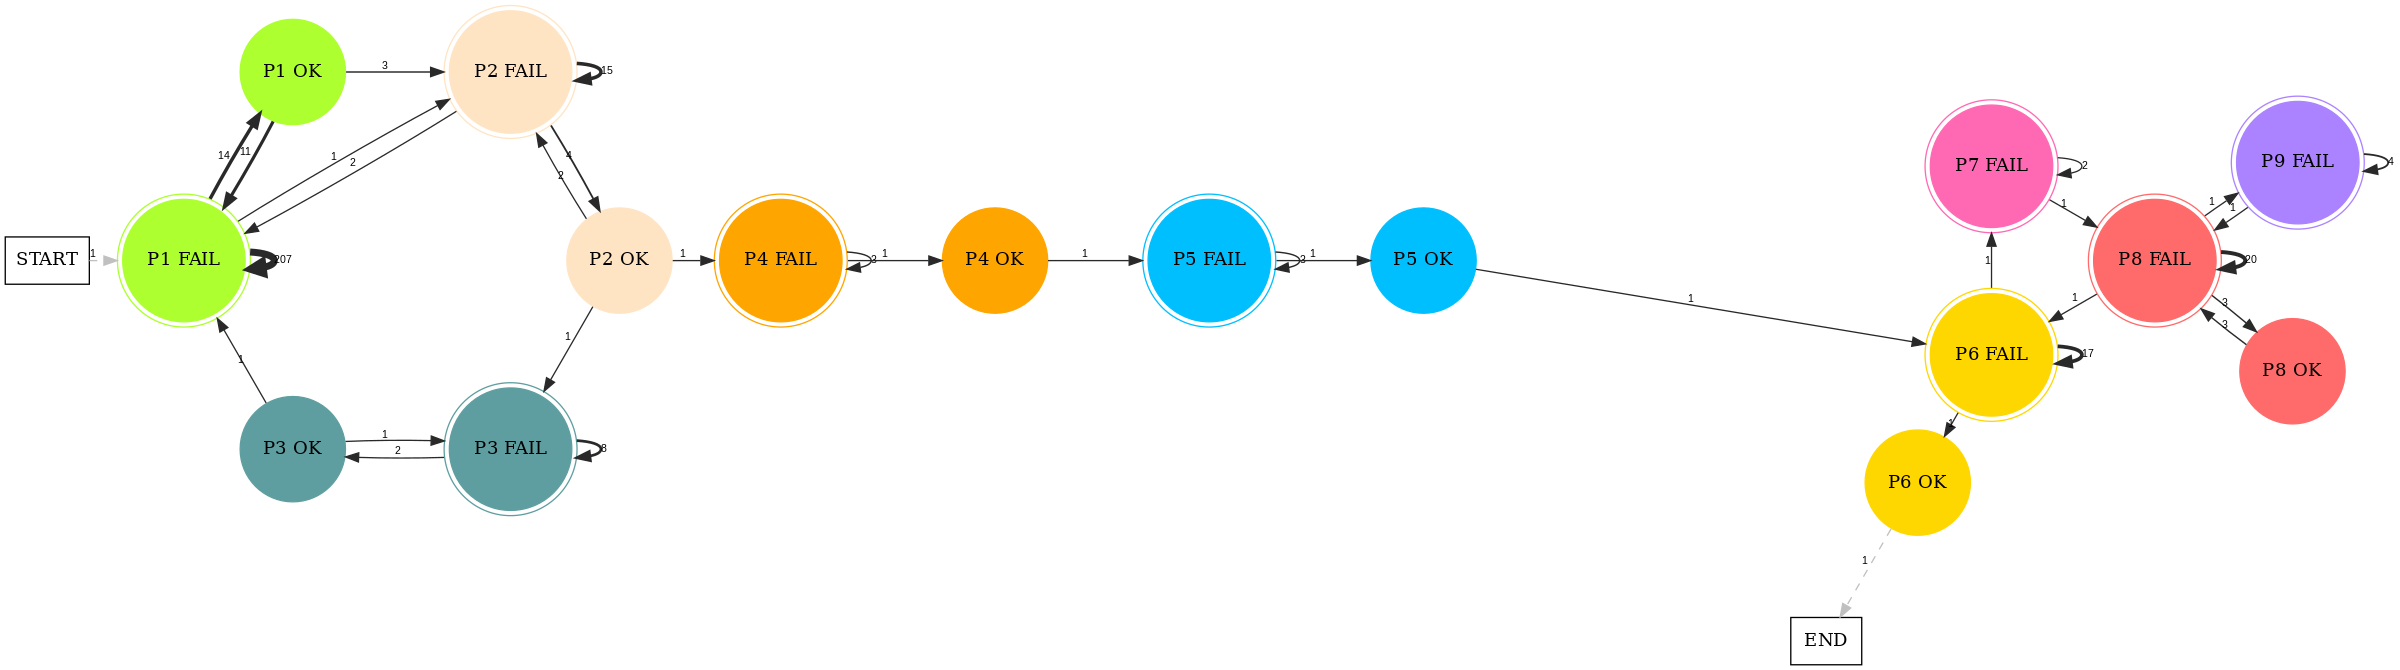 START
1
P1 FAIL
207
14
11
P1 OK
3
P2 FAIL
15
1
2
4
2
P2 OK
1
1
P3 FAIL
8
2
1
P3 OK
1
P4 FAIL
3
1
P4 OK
1
P5 FAIL
3
1
P5 OK
1
P6 FAIL
17
1
P7 FAIL
2
1
P8 FAIL
20
1
1
1
P9 FAIL
4
3
3
P8 OK
1
P6 OK
1
END